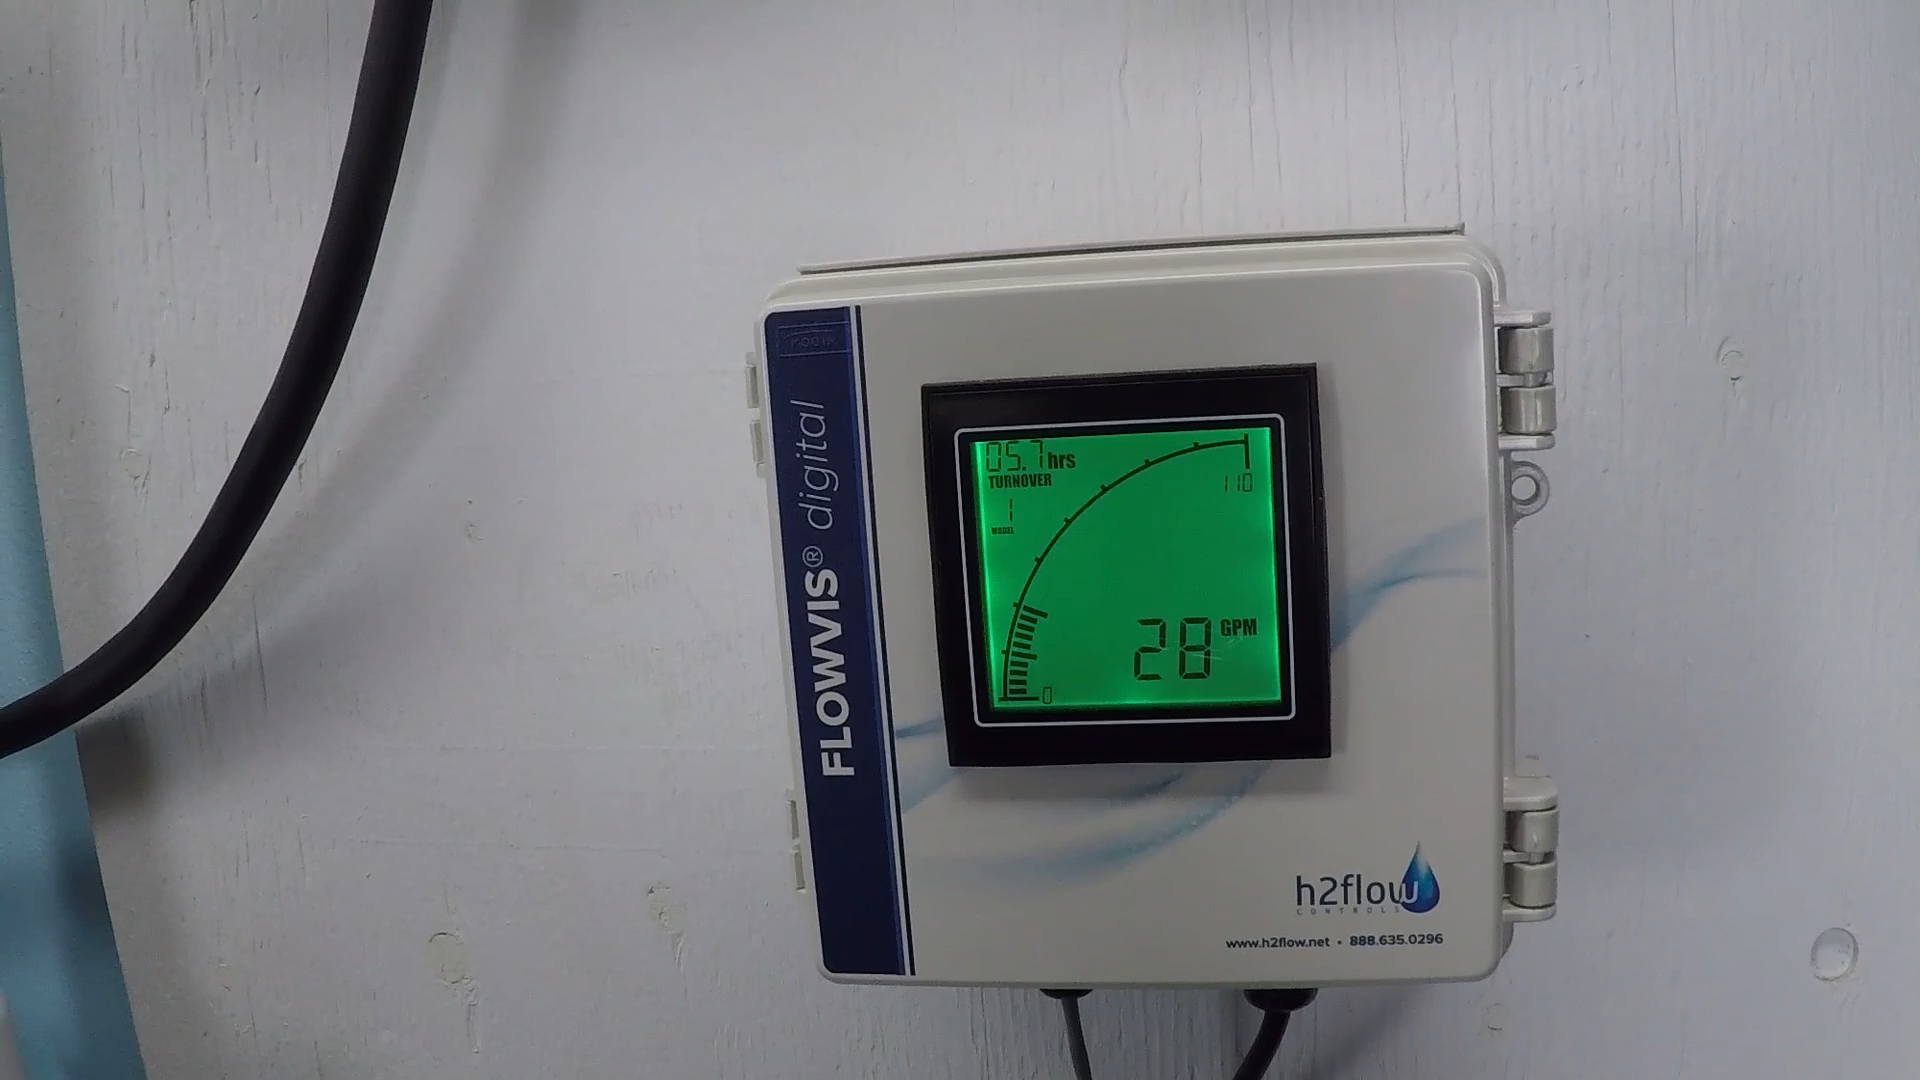 FLOWVIS® digital
05.7 hrs
TURNOVER
1
MODEL
110
28 GPM
0
h2flow
CONTROLS
www.h2flow.net • 888.635.0296